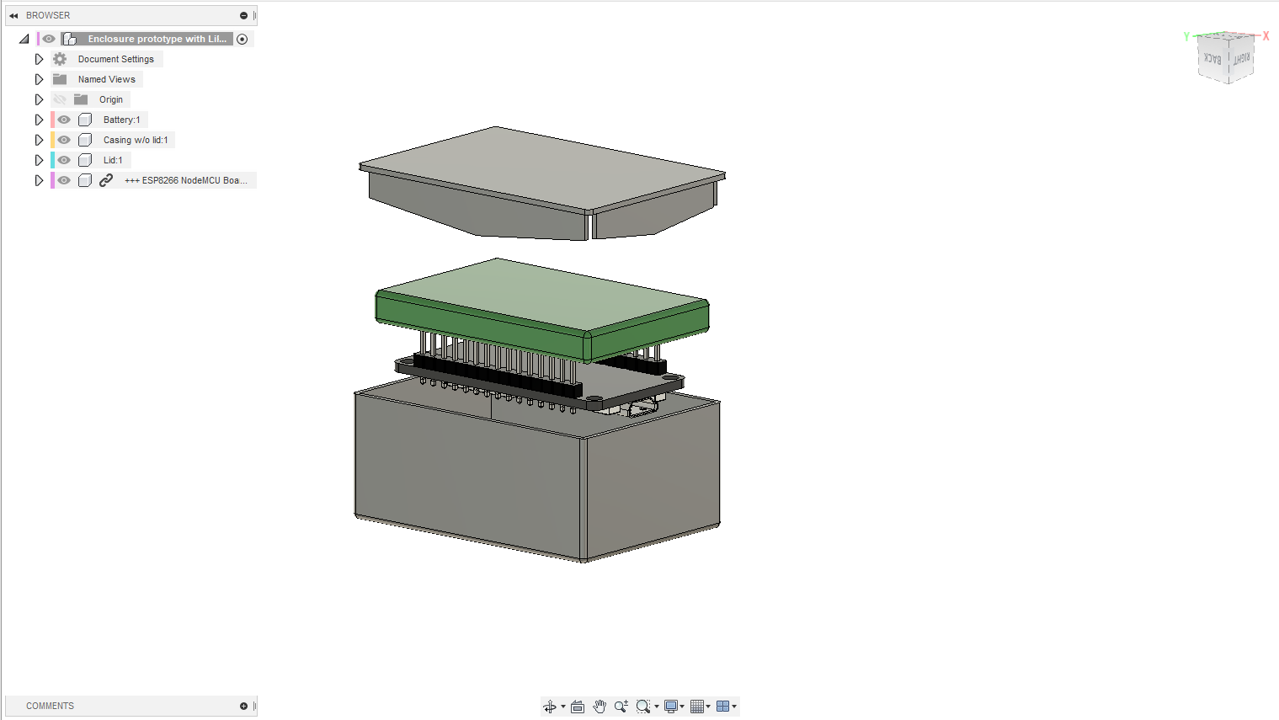 BROWSER
Enclosure prototype with Lil...
Document Settings
Named Views
Origin
Battery:1
Casing w/o lid:1
Lid:1
+++ ESP8266 NodeMCU Boa...
Y
X
BACK
RIGHT
COMMENTS